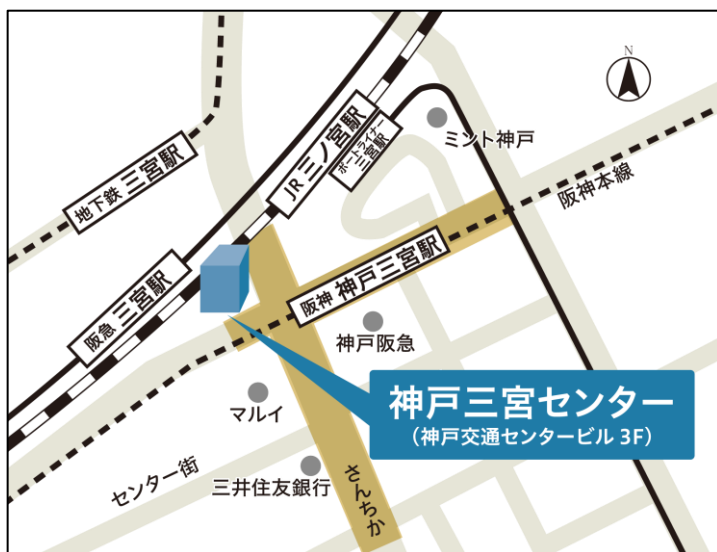 N
ミント神戸
JR 三ノ宮駅
ポートライナー
三宮駅
地下鉄 三宮駅
阪神本線
阪急 三宮駅
阪神 神戸三宮駅
神戸阪急
マルイ
神戸三宮センター
(神戸交通センタービル 3F)
センター街
三井住友銀行
さんちか